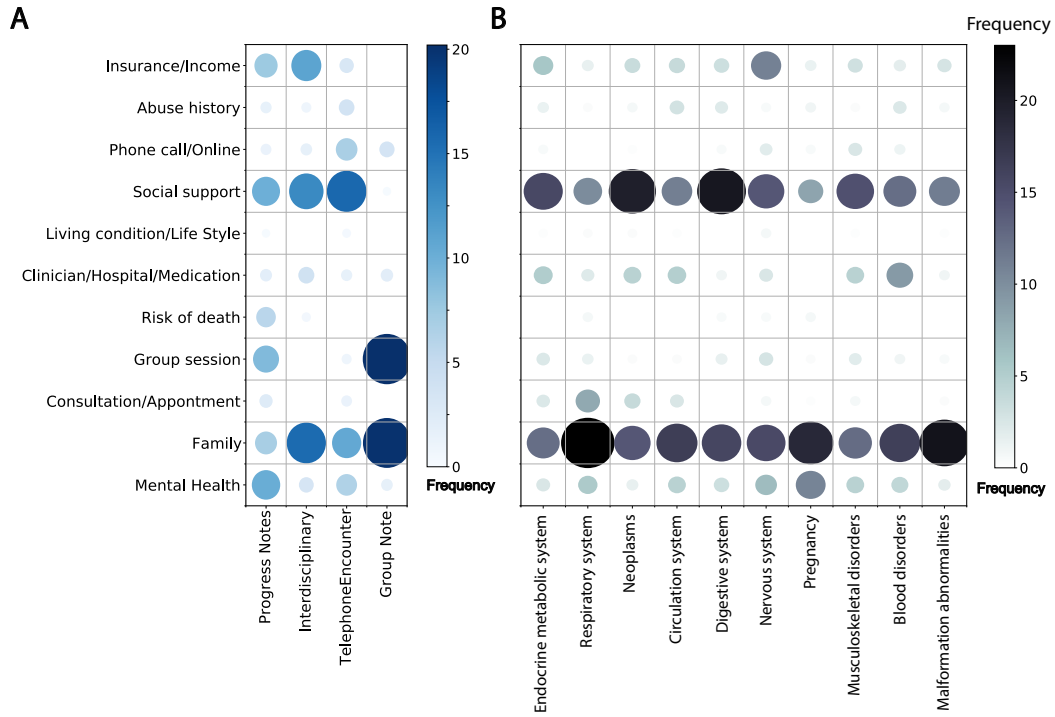 A
B
Frequency
Insurance/Income
Abuse history
Phone call/Online
Social support
Living condition/Life Style
Clinician/Hospital/Medication
Risk of death
Group session
Consultation/Appontment
Family
Mental Health
20
15
10
5
0
Frequency
20
15
10
5
0
Frequency
Progress Notes
Interdisciplinary
TelephoneEncounter
Group Note
Endocrine metabolic system
Respiratory system
Neoplasms
Circulation system
Digestive system
Nervous system
Pregnancy
Musculoskeletal disorders
Blood disorders
Malformation abnormalities